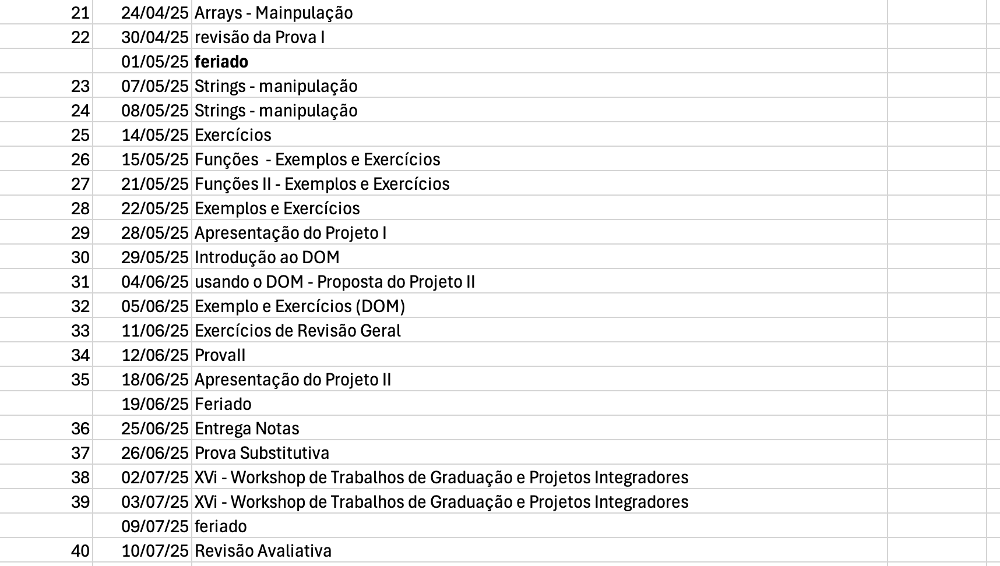 21 24/04/25 Arrays - Mainpulação
22 30/04/25 revisão da Prova I
01/05/25 feriado
23 07/05/25 Strings - manipulação
24 08/05/25 Strings - manipulação
25 14/05/25 Exercícios
26 15/05/25 Funções  - Exemplos e Exercícios
27 21/05/25 Funções II - Exemplos e Exercícios
28 22/05/25 Exemplos e Exercícios
29 28/05/25 Apresentação do Projeto I
30 29/05/25 Introdução ao DOM
31 04/06/25 usando o DOM - Proposta do Projeto II
32 05/06/25 Exemplo e Exercícios (DOM)
33 11/06/25 Exercícios de Revisão Geral
34 12/06/25 ProvaII
35 18/06/25 Apresentação do Projeto II
19/06/25 Feriado
36 25/06/25 Entrega Notas
37 26/06/25 Prova Substitutiva
38 02/07/25 XVi - Workshop de Trabalhos de Graduação e Projetos Integradores
39 03/07/25 XVi - Workshop de Trabalhos de Graduação e Projetos Integradores
09/07/25 feriado
40 10/07/25 Revisão Avaliativa